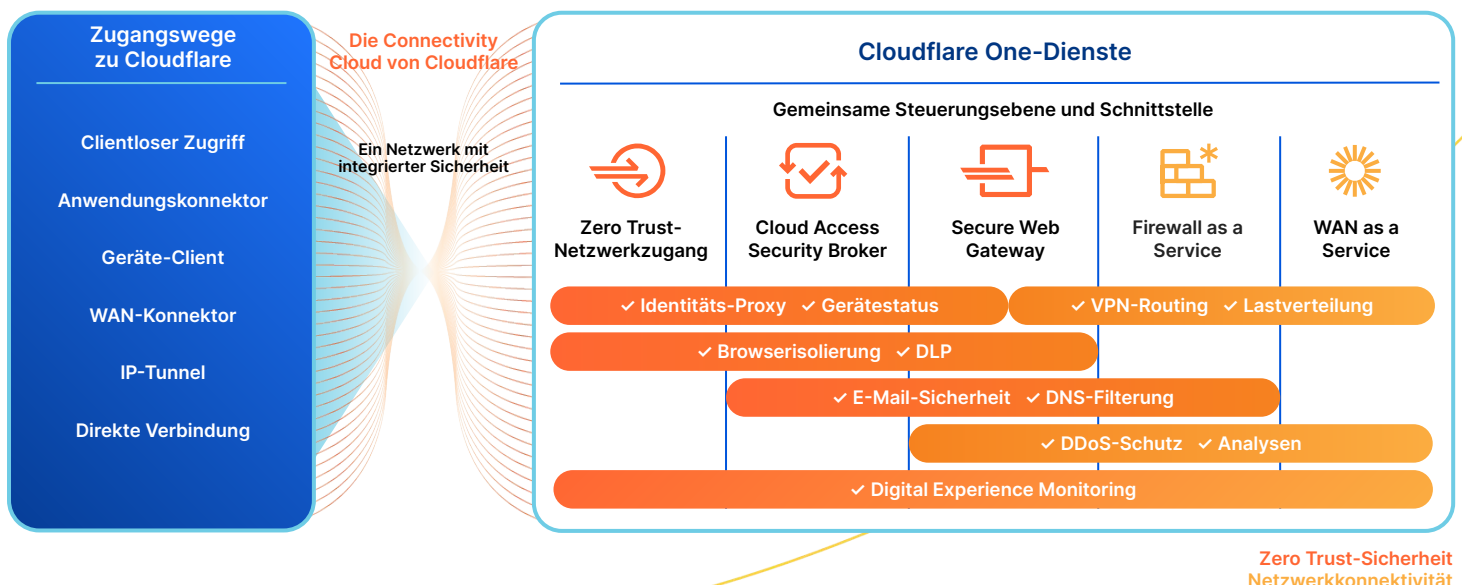 Zugangswege
zu Cloudflare
Clientloser Zugriff
Anwendungskonnektor
Geräte-Client
WAN-Konnektor
IP-Tunnel
Direkte Verbindung
Die Connectivity
Cloud von Cloudflare
Ein Netzwerk mit
integrierter Sicherheit
Cloudflare One-Dienste
Gemeinsame Steuerungsebene und Schnittstelle
Zero Trust-
Netzwerkzugang
Cloud Access
Security Broker
Secure Web
Gateway
Firewall as a
Service
WAN as a
Service
✓ Identitäts-Proxy ✓ Gerätestatus
✓ VPN-Routing ✓ Lastverteilung
✓ Browserisolierung ✓ DLP
✓ E-Mail-Sicherheit ✓ DNS-Filterung
✓ DDoS-Schutz ✓ Analysen
✓ Digital Experience Monitoring
Zero Trust-Sicherheit
Netzwerkkonnektivität